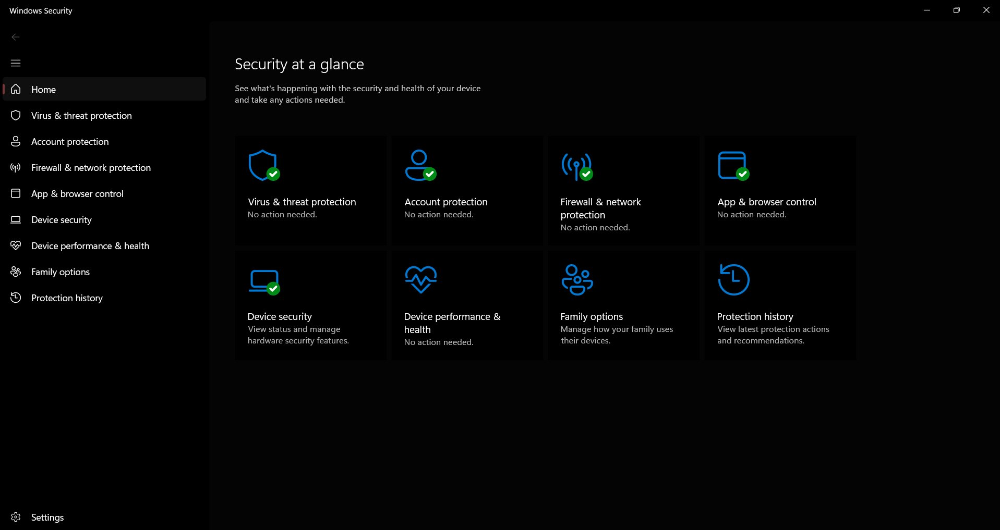 Windows Security
Home
Virus & threat protection
Account protection
Firewall & network protection
App & browser control
Device security
Device performance & health
Family options
Protection history
Settings
Security at a glance
See what's happening with the security and health of your device
and take any actions needed.
Virus & threat protection
No action needed.
Account protection
No action needed.
Firewall & network
protection
No action needed.
App & browser control
No action needed.
Device security
View status and manage
hardware security features.
Device performance &
health
No action needed.
Family options
Manage how your family uses
their devices.
Protection history
View latest protection actions
and recommendations.